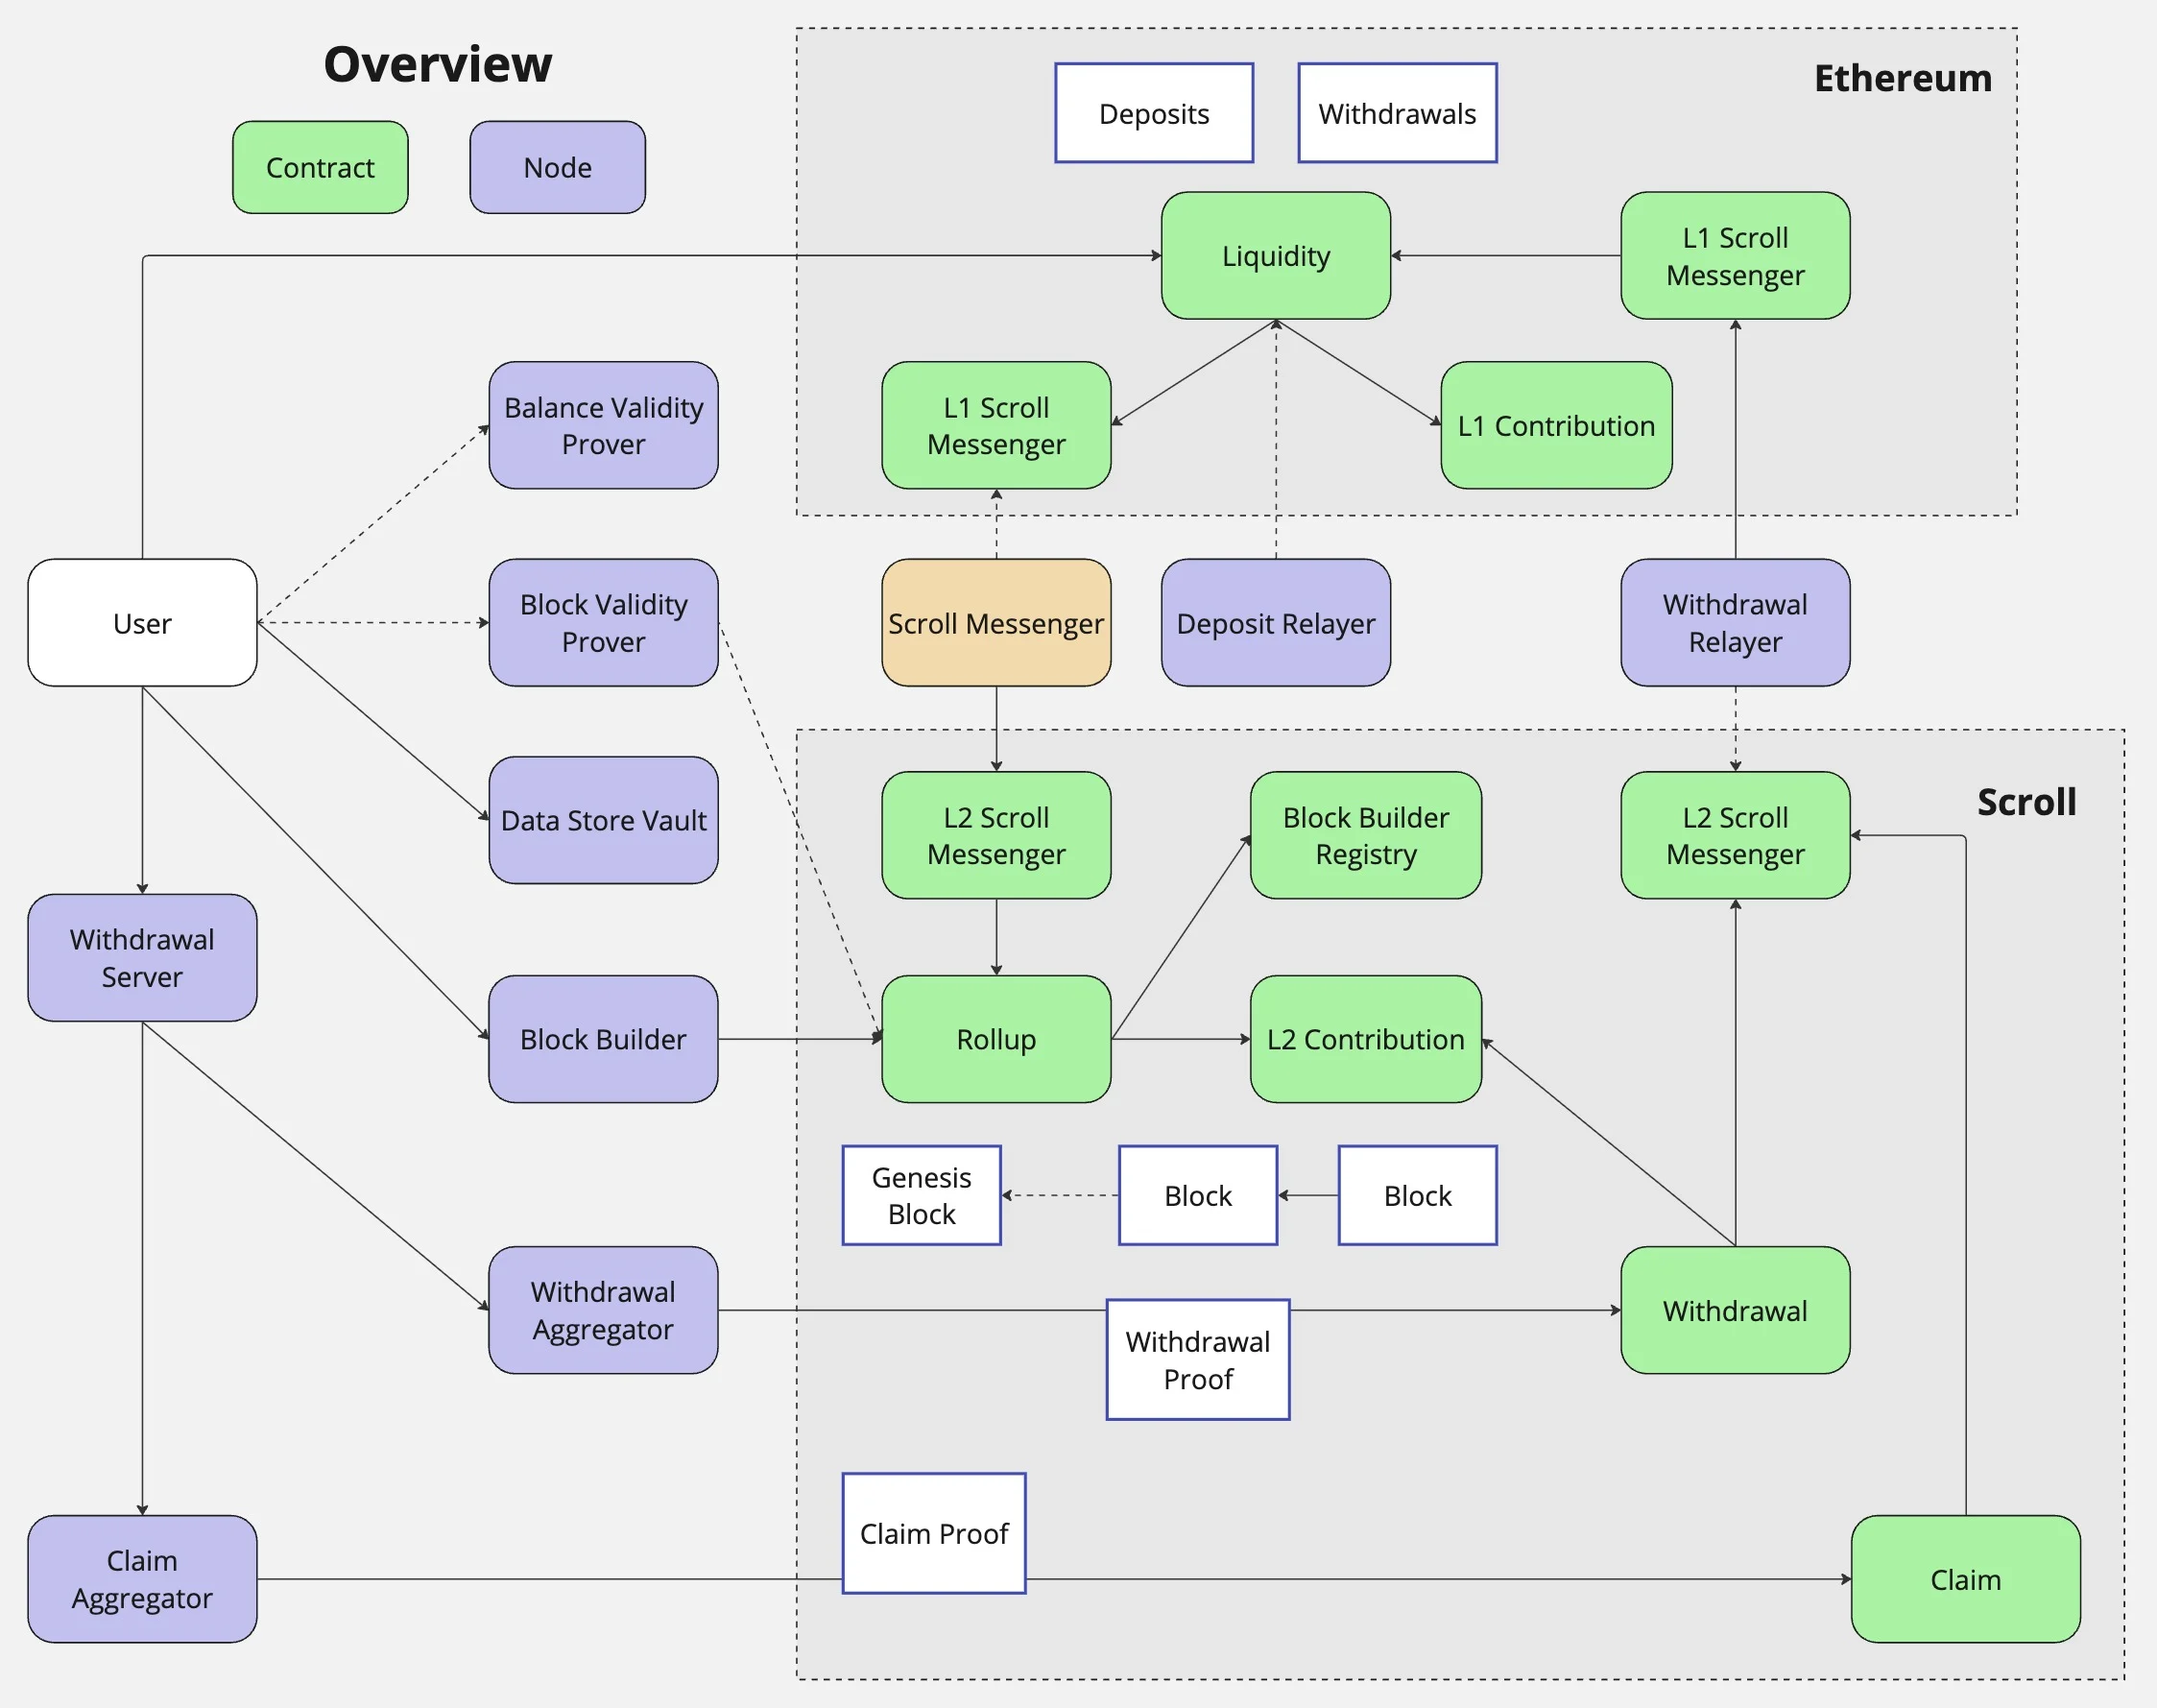 Overview
Contract
Node
Ethereum
Deposits
Withdrawals
Liquidity
L1 Scroll
Messenger
L1 Scroll
Messenger
L1 Contribution
Balance Validity
Prover
User
Block Validity
Prover
Scroll Messenger
Deposit Relayer
Withdrawal
Relayer
Data Store Vault
Scroll
L2 Scroll
Messenger
Block Builder
Registry
L2 Scroll
Messenger
Withdrawal
Server
Block Builder
Rollup
L2 Contribution
Genesis
Block
Block
Block
Withdrawal
Aggregator
Withdrawal
Proof
Withdrawal
Claim Proof
Claim
Aggregator
Claim